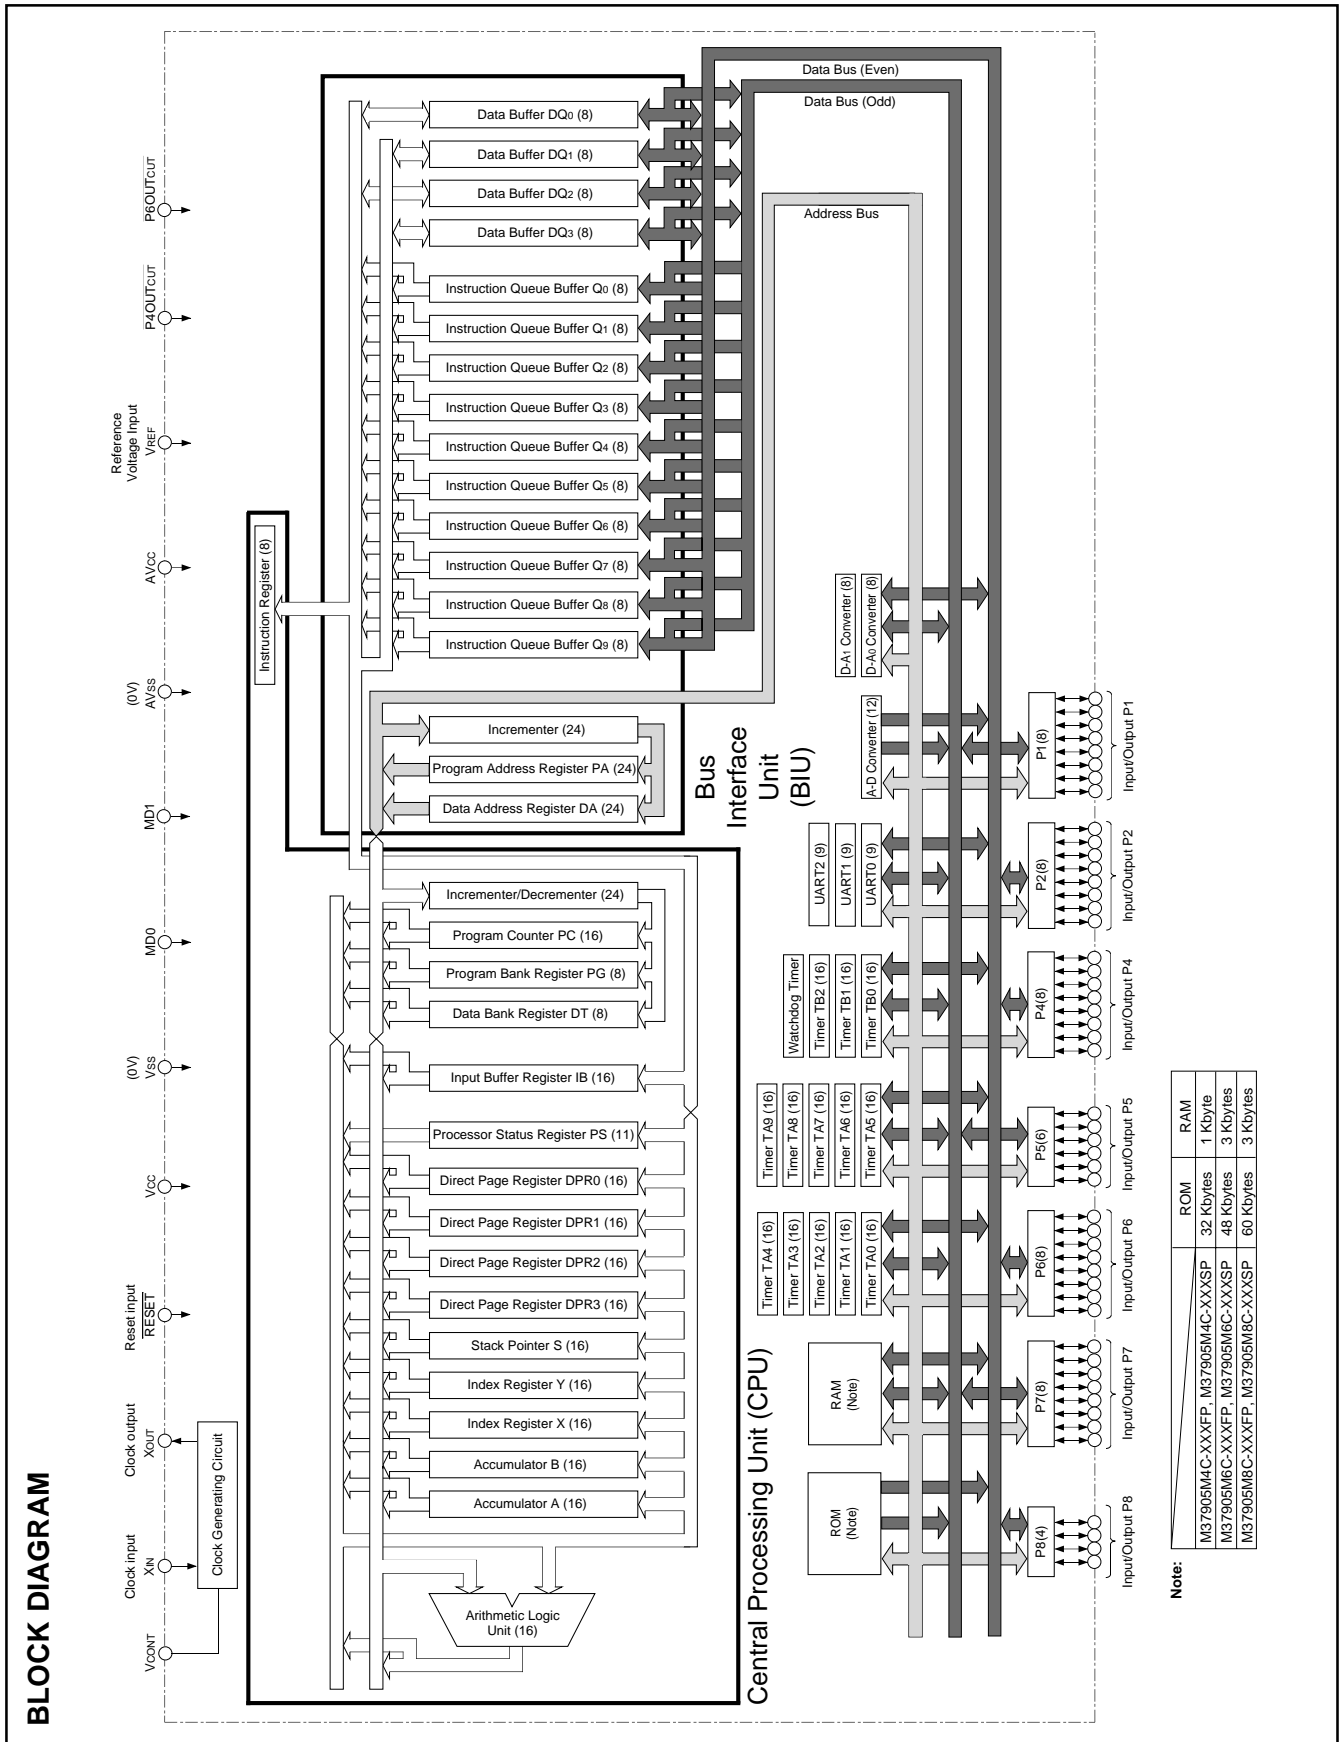 BLOCK DIAGRAM
Data Bus (Even)
Data Bus (Odd)
Address Bus
Data Buffer DQ0 (8)
Data Buffer DQ1 (8)
Data Buffer DQ2 (8)
Data Buffer DQ3 (8)
Instruction Queue Buffer Q0 (8)
Instruction Queue Buffer Q1 (8)
Instruction Queue Buffer Q2 (8)
Instruction Queue Buffer Q3 (8)
Instruction Queue Buffer Q4 (8)
Instruction Queue Buffer Q5 (8)
Instruction Queue Buffer Q6 (8)
Instruction Queue Buffer Q7 (8)
Instruction Queue Buffer Q8 (8)
Instruction Queue Buffer Q9 (8)
Instruction Register (8)
Incrementer (24)
Program Address Register PA (24)
Data Address Register DA (24)
Bus
Interface
Unit
(BIU)
Incrementer/Decrementer (24)
Program Counter PC (16)
Program Bank Register PG (8)
Data Bank Register DT (8)
Input Buffer Register IB (16)
Processor Status Register PS (11)
Direct Page Register DPR0 (16)
Direct Page Register DPR1 (16)
Direct Page Register DPR2 (16)
Direct Page Register DPR3 (16)
Stack Pointer S (16)
Index Register Y (16)
Index Register X (16)
Accumulator B (16)
Accumulator A (16)
Arithmetic Logic
Unit (16)
Central Processing Unit (CPU)
P6OUTCUT
P4OUTCUT
Reference
Voltage Input
VREF
AVCC
(0V)
AVSS
MD1
MD0
(0V)
VSS
VCC
Reset input
RESET
Clock output
XOUT
Clock input
XIN
VCONT
Clock Generating Circuit
D-A1 Converter (8)
D-A0 Converter (8)
A-D Converter (12)
UART2 (9)
UART1 (9)
UART0 (9)
Watchdog Timer
Timer TB2 (16)
Timer TB1 (16)
Timer TB0 (16)
Timer TA9 (16)
Timer TA8 (16)
Timer TA7 (16)
Timer TA6 (16)
Timer TA5 (16)
Timer TA4 (16)
Timer TA3 (16)
Timer TA2 (16)
Timer TA1 (16)
Timer TA0 (16)
RAM
(Note)
ROM
(Note)
P1(8)
Input/Output P1
P2(8)
Input/Output P2
P4(8)
Input/Output P4
P5(6)
Input/Output P5
P6(8)
Input/Output P6
P7(8)
Input/Output P7
P8(4)
Input/Output P8
Note:
ROM RAM
M37905M4C-XXXFP, M37905M4C-XXXSP 32 Kbytes 1 Kbyte
M37905M6C-XXXFP, M37905M6C-XXXSP 48 Kbytes 3 Kbytes
M37905M8C-XXXFP, M37905M8C-XXXSP 60 Kbytes 3 Kbytes